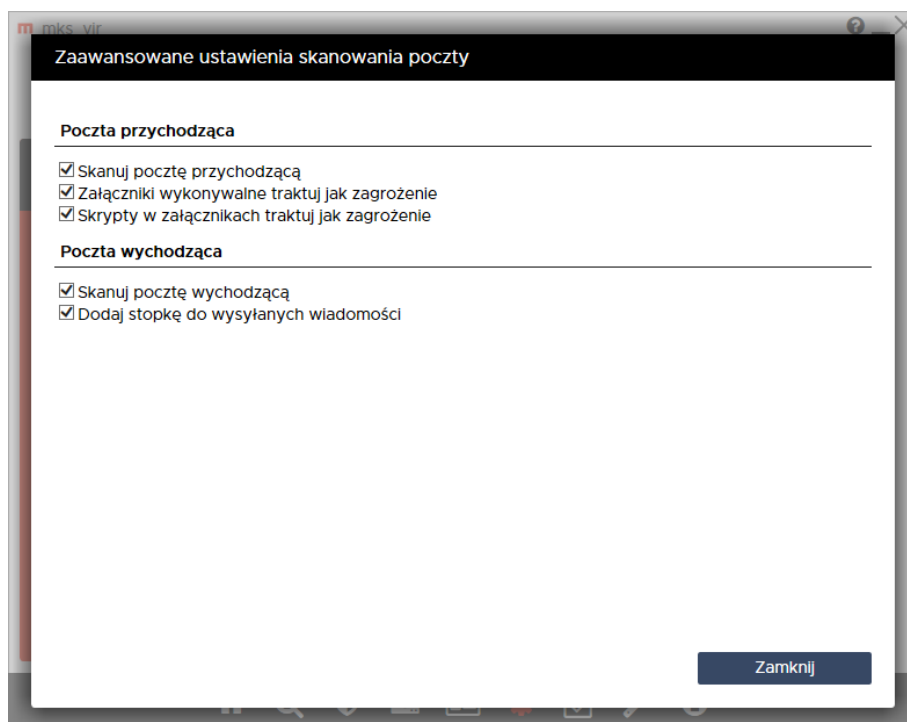 mks_vir
Zaawansowane ustawienia skanowania poczty
Poczta przychodząca
Skanuj pocztę przychodzącą
Załączniki wykonywalne traktuj jak zagrożenie
Skrypty w załącznikach traktuj jak zagrożenie
Poczta wychodząca
Skanuj pocztę wychodzącą
Dodaj stopkę do wysyłanych wiadomości
Zamknij